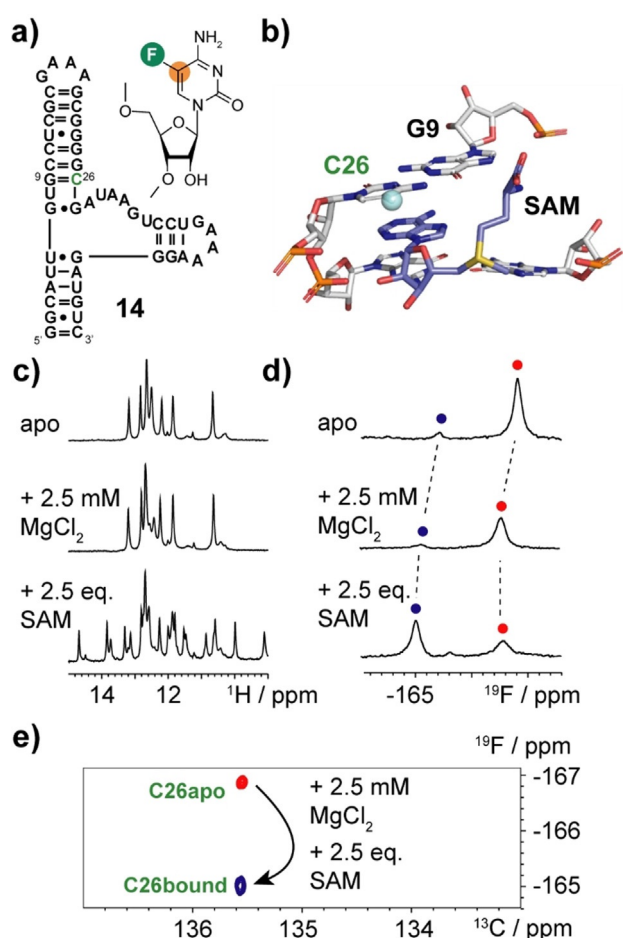 a)
F
NH₂
N
N
O
O
O
O
OH
9
26
5'
3'
14
b)
G9
C26
SAM
c)
d)
apo
apo
+ 2.5 mM
MgCl₂
+ 2.5 mM
MgCl₂
+ 2.5 eq.
SAM
+ 2.5 eq.
SAM
14 12 ¹H / ppm
-165 ¹⁹F / ppm
e)
¹⁹F / ppm
C26apo
+ 2.5 mM
MgCl₂
+ 2.5 eq.
SAM
C26bound
-167
-166
-165
136 135 134 ¹³C / ppm